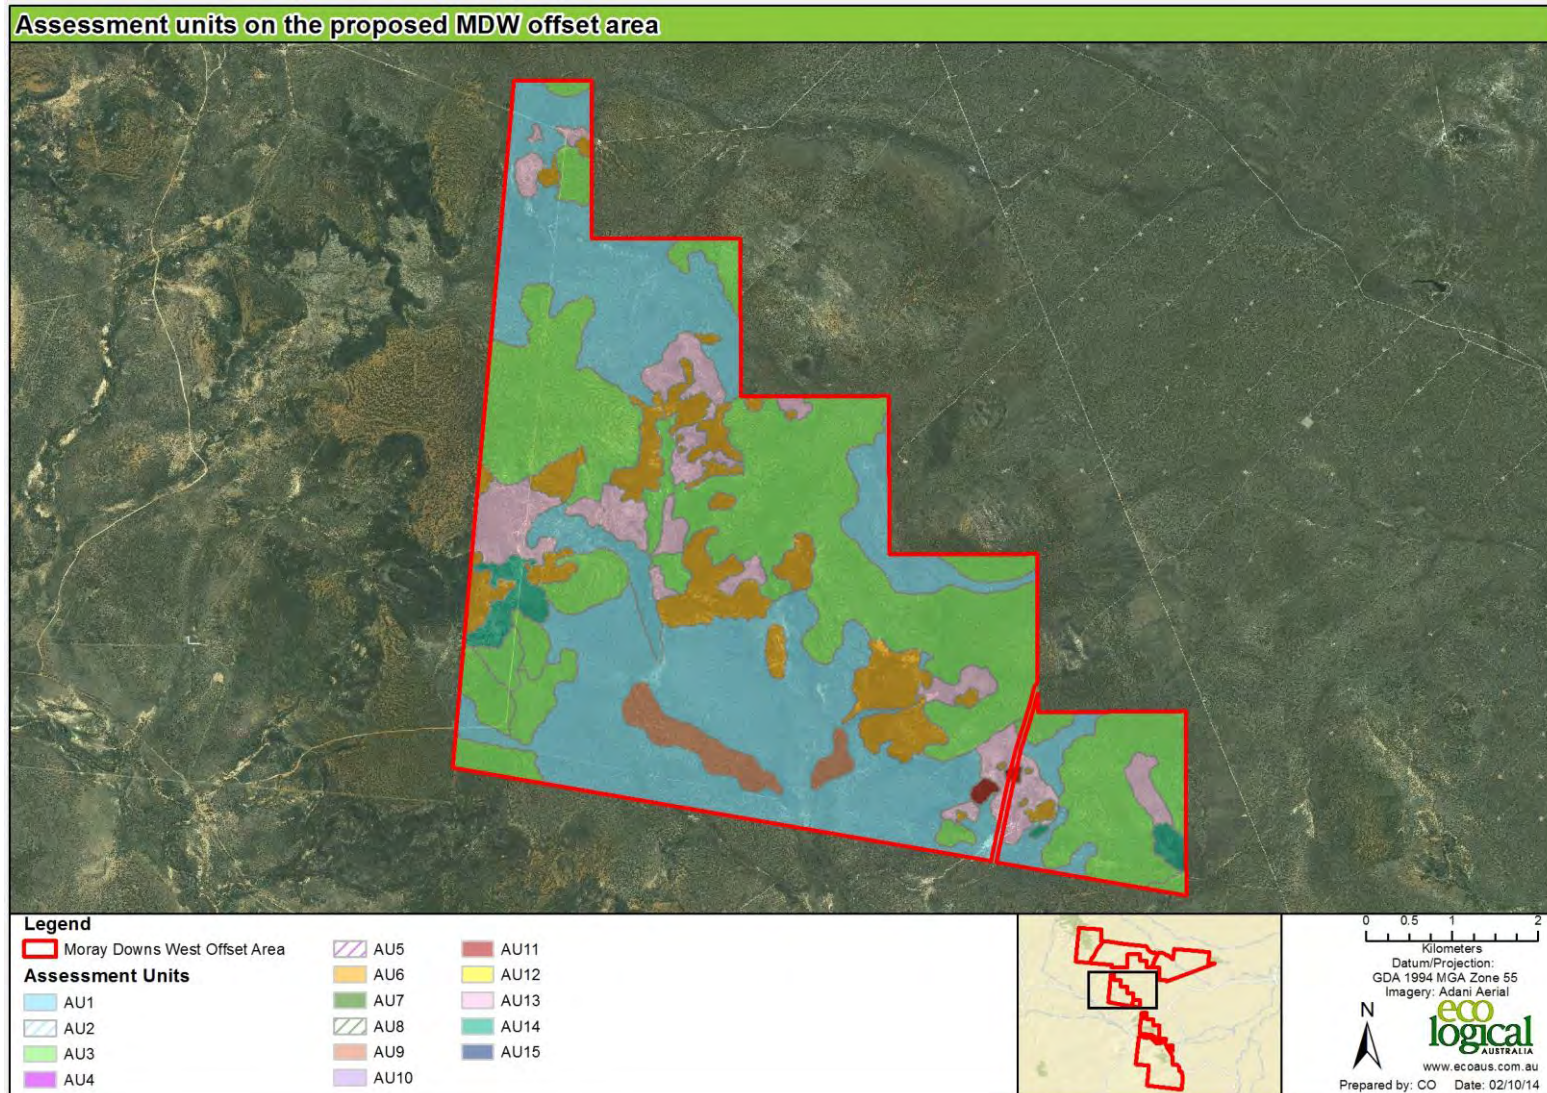 Assessment units on the proposed MDW offset area
Legend
Moray Downs West Offset Area
Assessment Units
AU1
AU2
AU3
AU4
AU5
AU6
AU7
AU8
AU9
AU10
AU11
AU12
AU13
AU14
AU15
0 0.5 1 2
Kilometers
Datum/Projection:
GDA 1994 MGA Zone 55
Imagery: Adani Aerial
N
eco
logical
AUSTRALIA
www.ecoaus.com.au
Prepared by: CO Date: 02/10/14